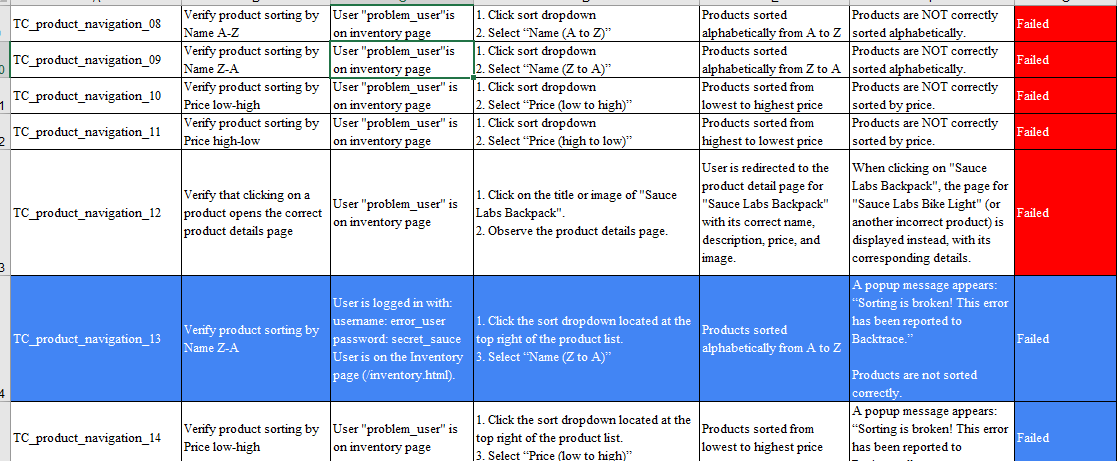 TC_product_navigation_08
Verify product sorting by
Name A-Z
User "problem_user"is
on inventory page
1. Click sort dropdown
2. Select “Name (A to Z)”
Products sorted
alphabetically from A to Z
Products are NOT correctly
sorted alphabetically.
Failed
TC_product_navigation_09
Verify product sorting by
Name Z-A
User "problem_user"is
on inventory page
1. Click sort dropdown
2. Select “Name (Z to A)”
Products sorted
alphabetically from Z to A
Products are NOT correctly
sorted alphabetically.
Failed
TC_product_navigation_10
Verify product sorting by
Price low-high
User "problem_user" is
on inventory page
1. Click sort dropdown
2. Select “Price (low to high)”
Products sorted from
lowest to highest price
Products are NOT correctly
sorted by price.
Failed
TC_product_navigation_11
Verify product sorting by
Price high-low
User "problem_user" is
on inventory page
1. Click sort dropdown
2. Select “Price (high to low)”
Products sorted from
highest to lowest price
Products are NOT correctly
sorted by price.
Failed
TC_product_navigation_12
Verify that clicking on a
product opens the correct
product details page
User "problem_user" is
on inventory page
1. Click on the title or image of "Sauce
Labs Backpack".
2. Observe the product details page.
User is redirected to the
product detail page for
"Sauce Labs Backpack"
with its correct name,
description, price, and
image.
When clicking on "Sauce
Labs Backpack", the page for
"Sauce Labs Bike Light" (or
another incorrect product) is
displayed instead, with its
corresponding details.
Failed
TC_product_navigation_13
Verify product sorting by
Name Z-A
User is logged in with:
username: error_user
password: secret_sauce
User is on the Inventory
page (/inventory.html).
1. Click the sort dropdown located at the
top right of the product list.
3. Select “Name (Z to A)”
Products sorted
alphabetically from A to Z
A popup message appears:
“Sorting is broken! This error
has been reported to
Backtrace.”
Products are not sorted
correctly.
Failed
TC_product_navigation_14
Verify product sorting by
Price low-high
User "problem_user" is
on inventory page
1. Click the sort dropdown located at the
top right of the product list.
3. Select “Price (low to high)”
Products sorted from
lowest to highest price
A popup message appears:
“Sorting is broken! This error
has been reported to
Failed